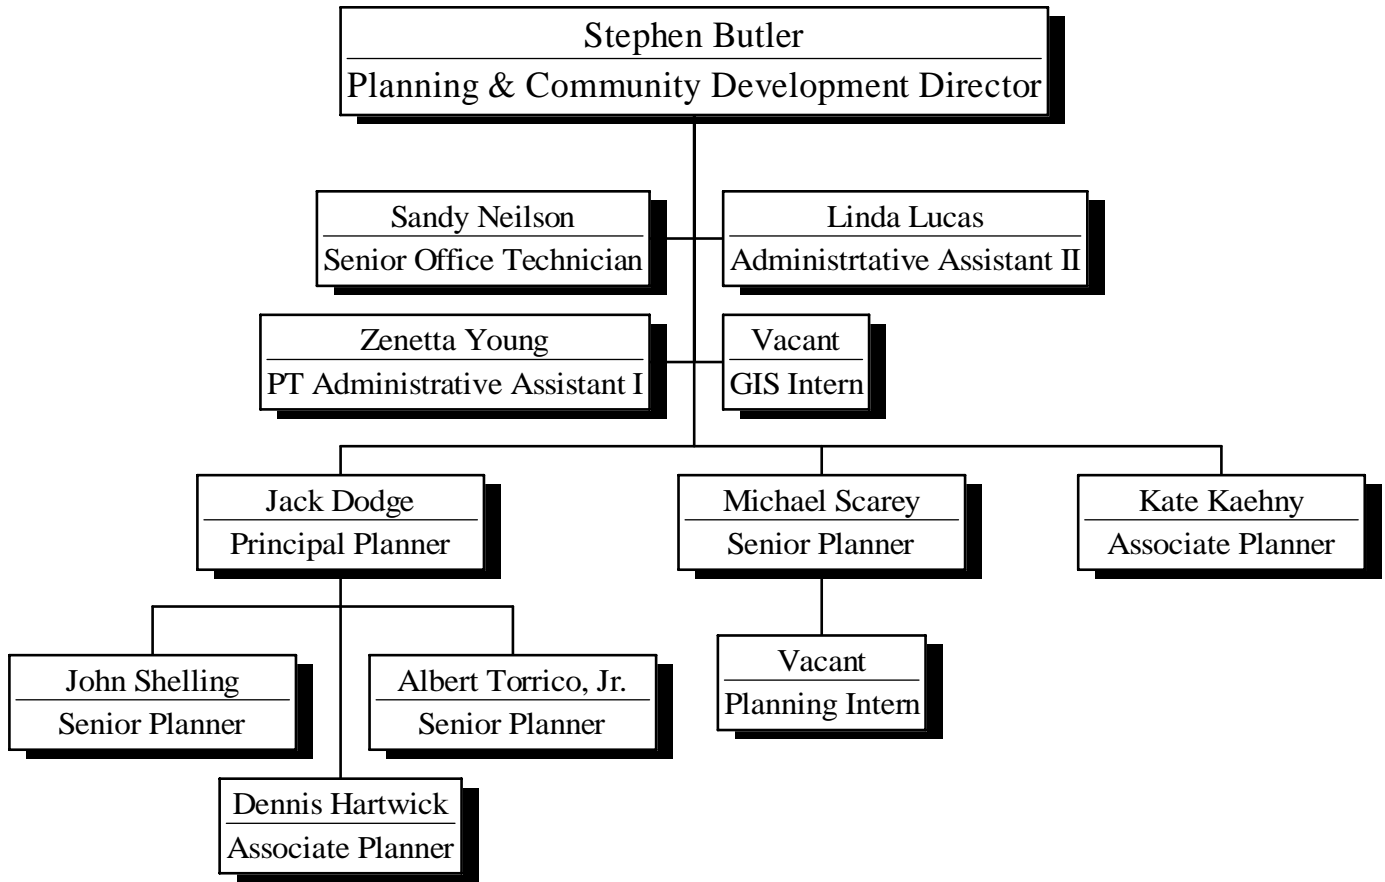 Stephen Butler
Planning & Community Development Director
Sandy Neilson
Senior Office Technician
Linda Lucas
Administrtative Assistant II
Zenetta Young
PT Administrative Assistant I
Vacant
GIS Intern
Jack Dodge
Principal Planner
Michael Scarey
Senior Planner
Kate Kaehny
Associate Planner
John Shelling
Senior Planner
Albert Torrico, Jr.
Senior Planner
Vacant
Planning Intern
Dennis Hartwick
Associate Planner